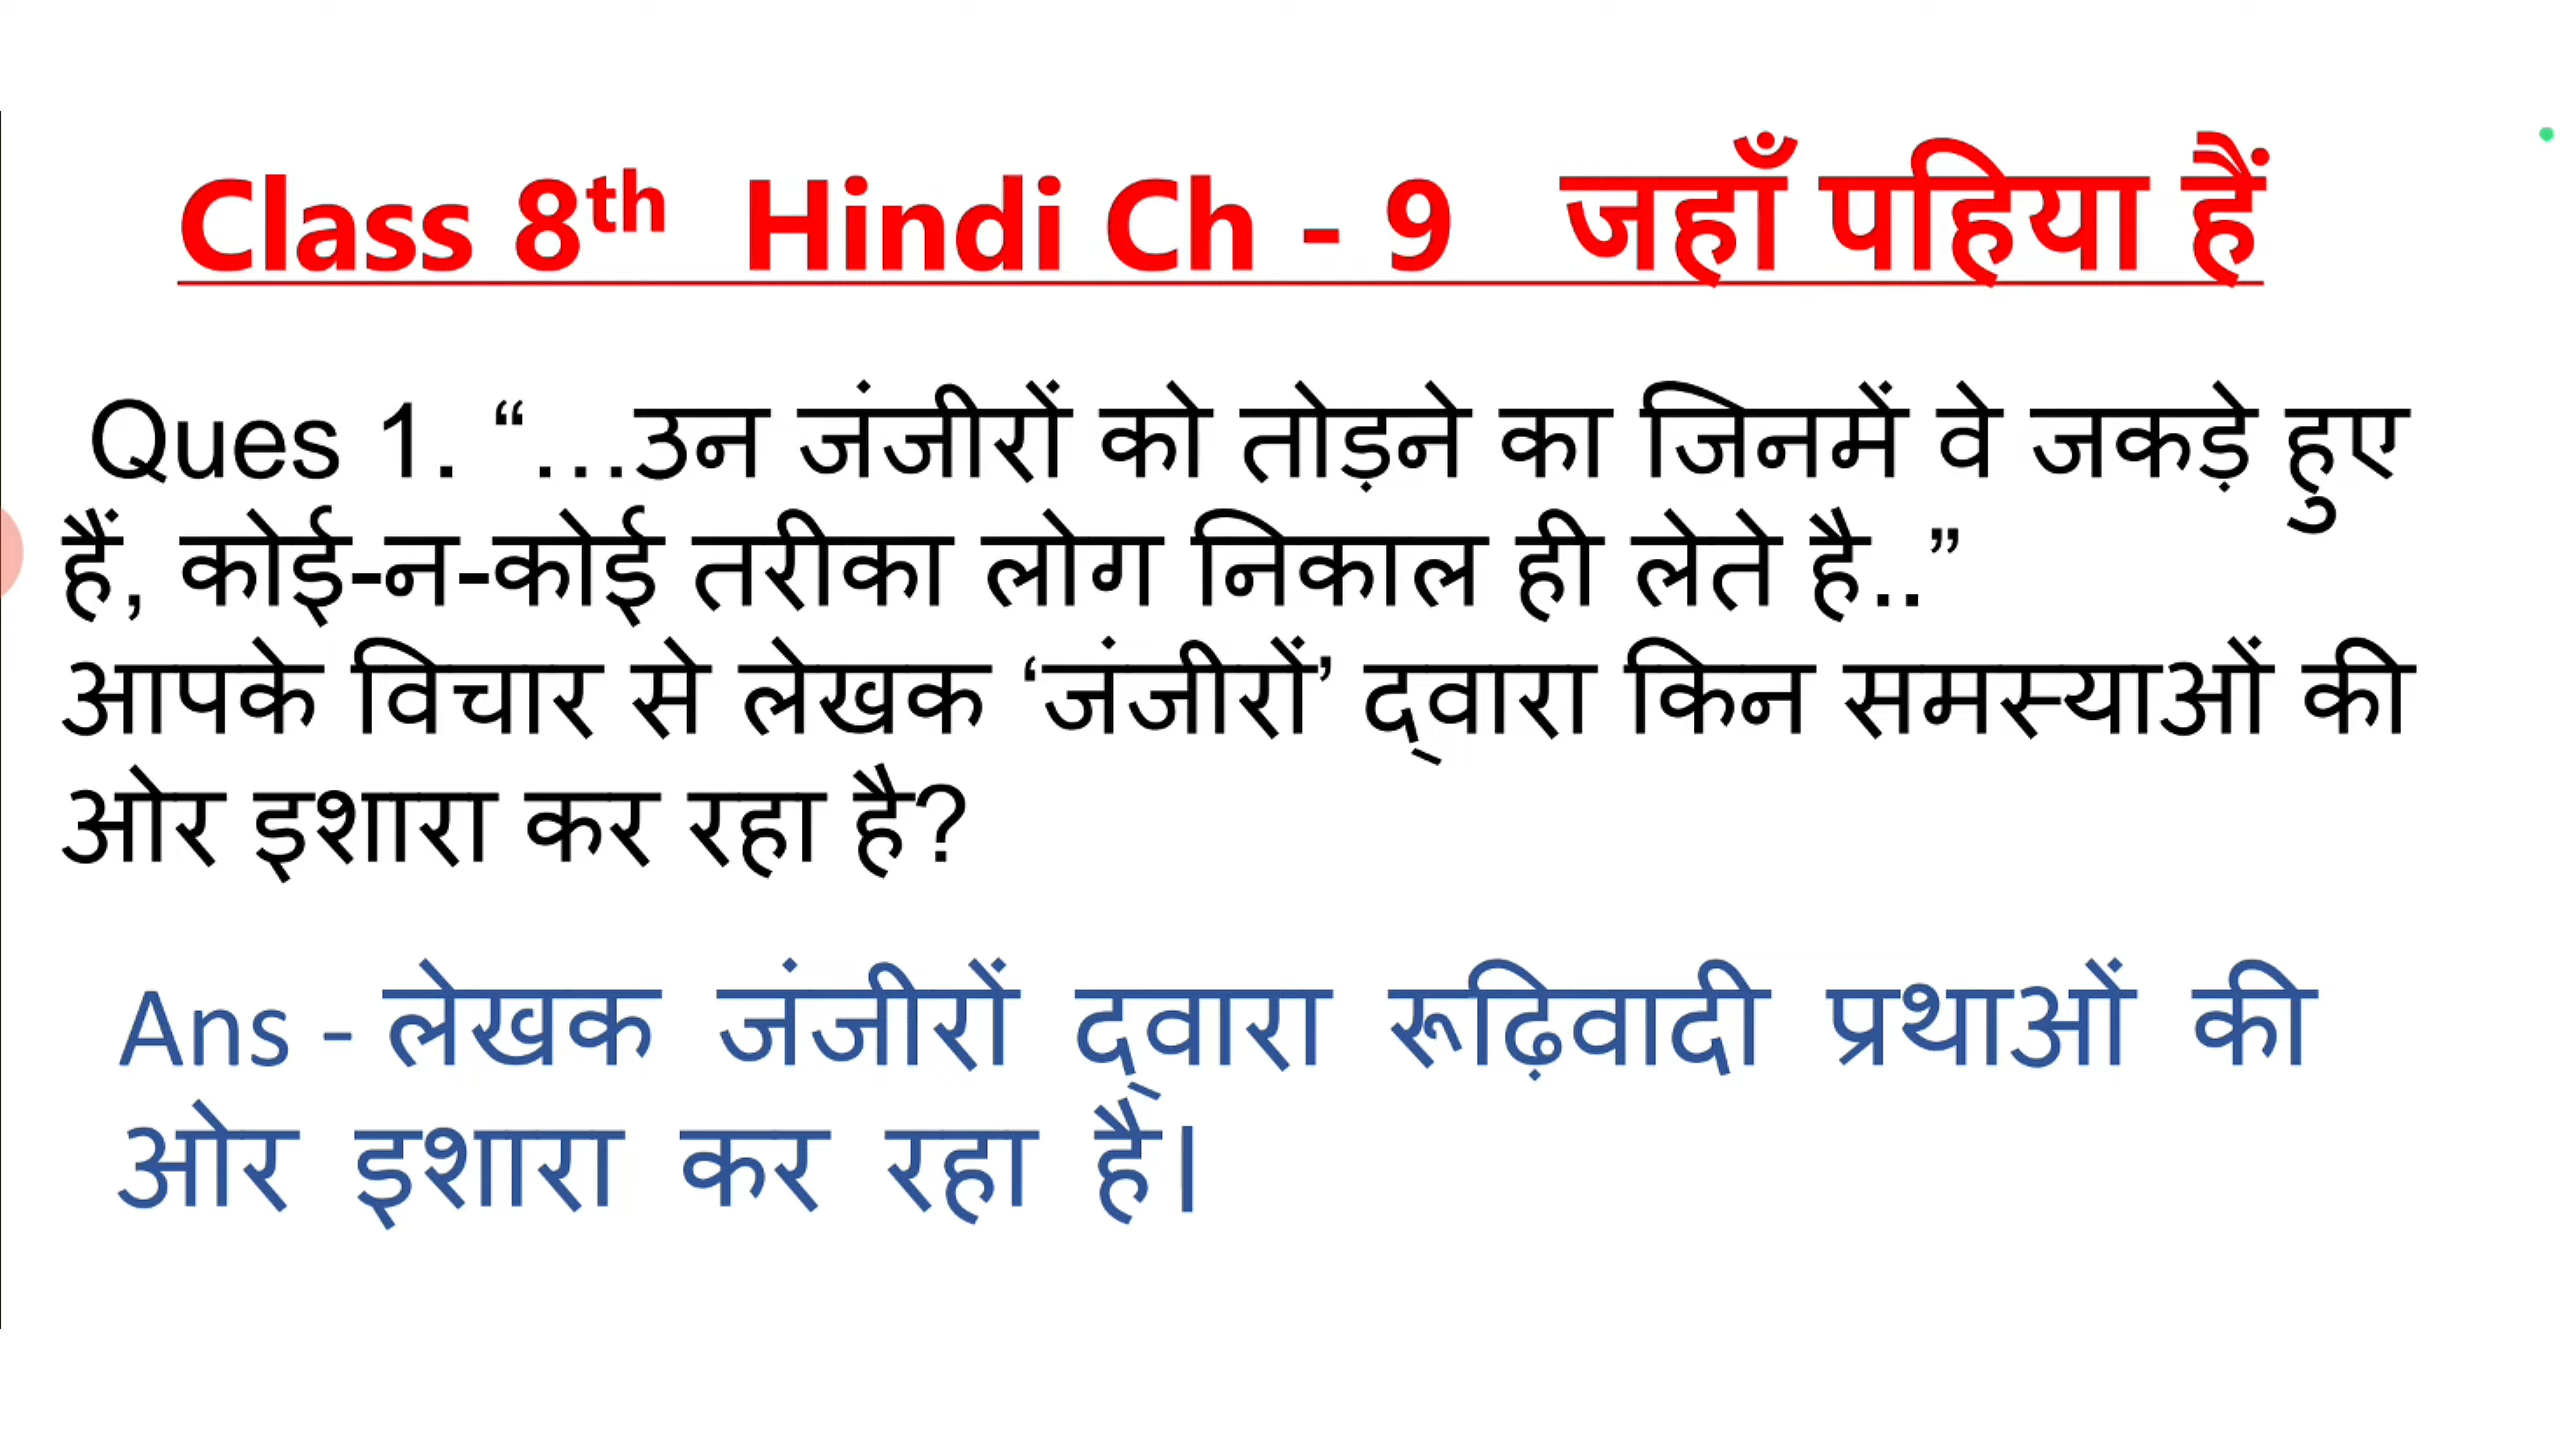 Class 8th Hindi Ch - 9 जहाँ पहिया हैं
Ques 1. “…उन जंजीरों को तोड़ने का जिनमें वे जकड़े हुए
हैं, कोई-न-कोई तरीका लोग निकाल ही लेते है..”
आपके विचार से लेखक ‘जंजीरों’ द्वारा किन समस्याओं की
ओर इशारा कर रहा है?
Ans - लेखक जंजीरों द्वारा रूढ़िवादी प्रथाओं की
ओर इशारा कर रहा है।